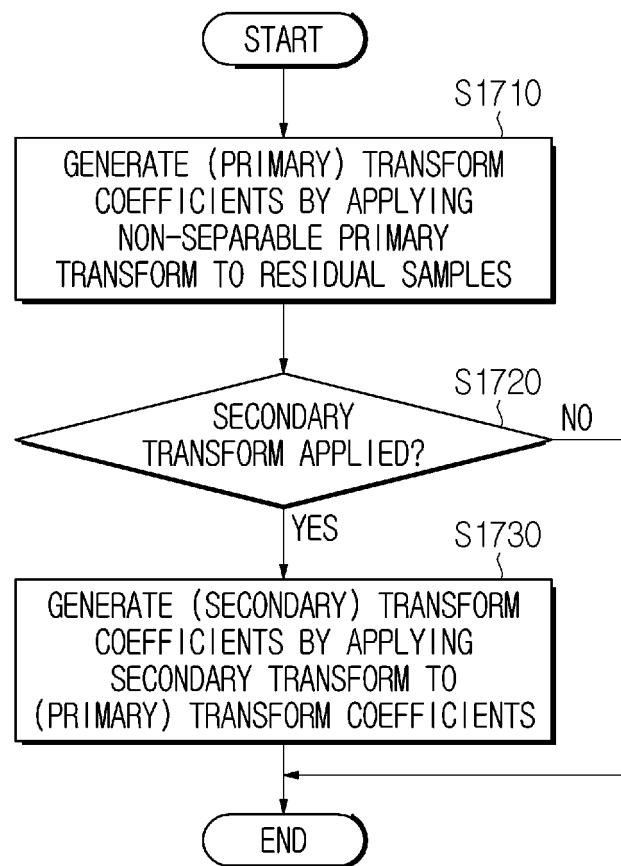 START
S1710
GENERATE (PRIMARY) TRANSFORM
COEFFICIENTS BY APPLYING
NON-SEPARABLE PRIMARY
TRANSFORM TO RESIDUAL SAMPLES
S1720
SECONDARY
TRANSFORM APPLIED?
NO
YES
S1730
GENERATE (SECONDARY) TRANSFORM
COEFFICIENTS BY APPLYING
SECONDARY TRANSFORM TO
(PRIMARY) TRANSFORM COEFFICIENTS
END